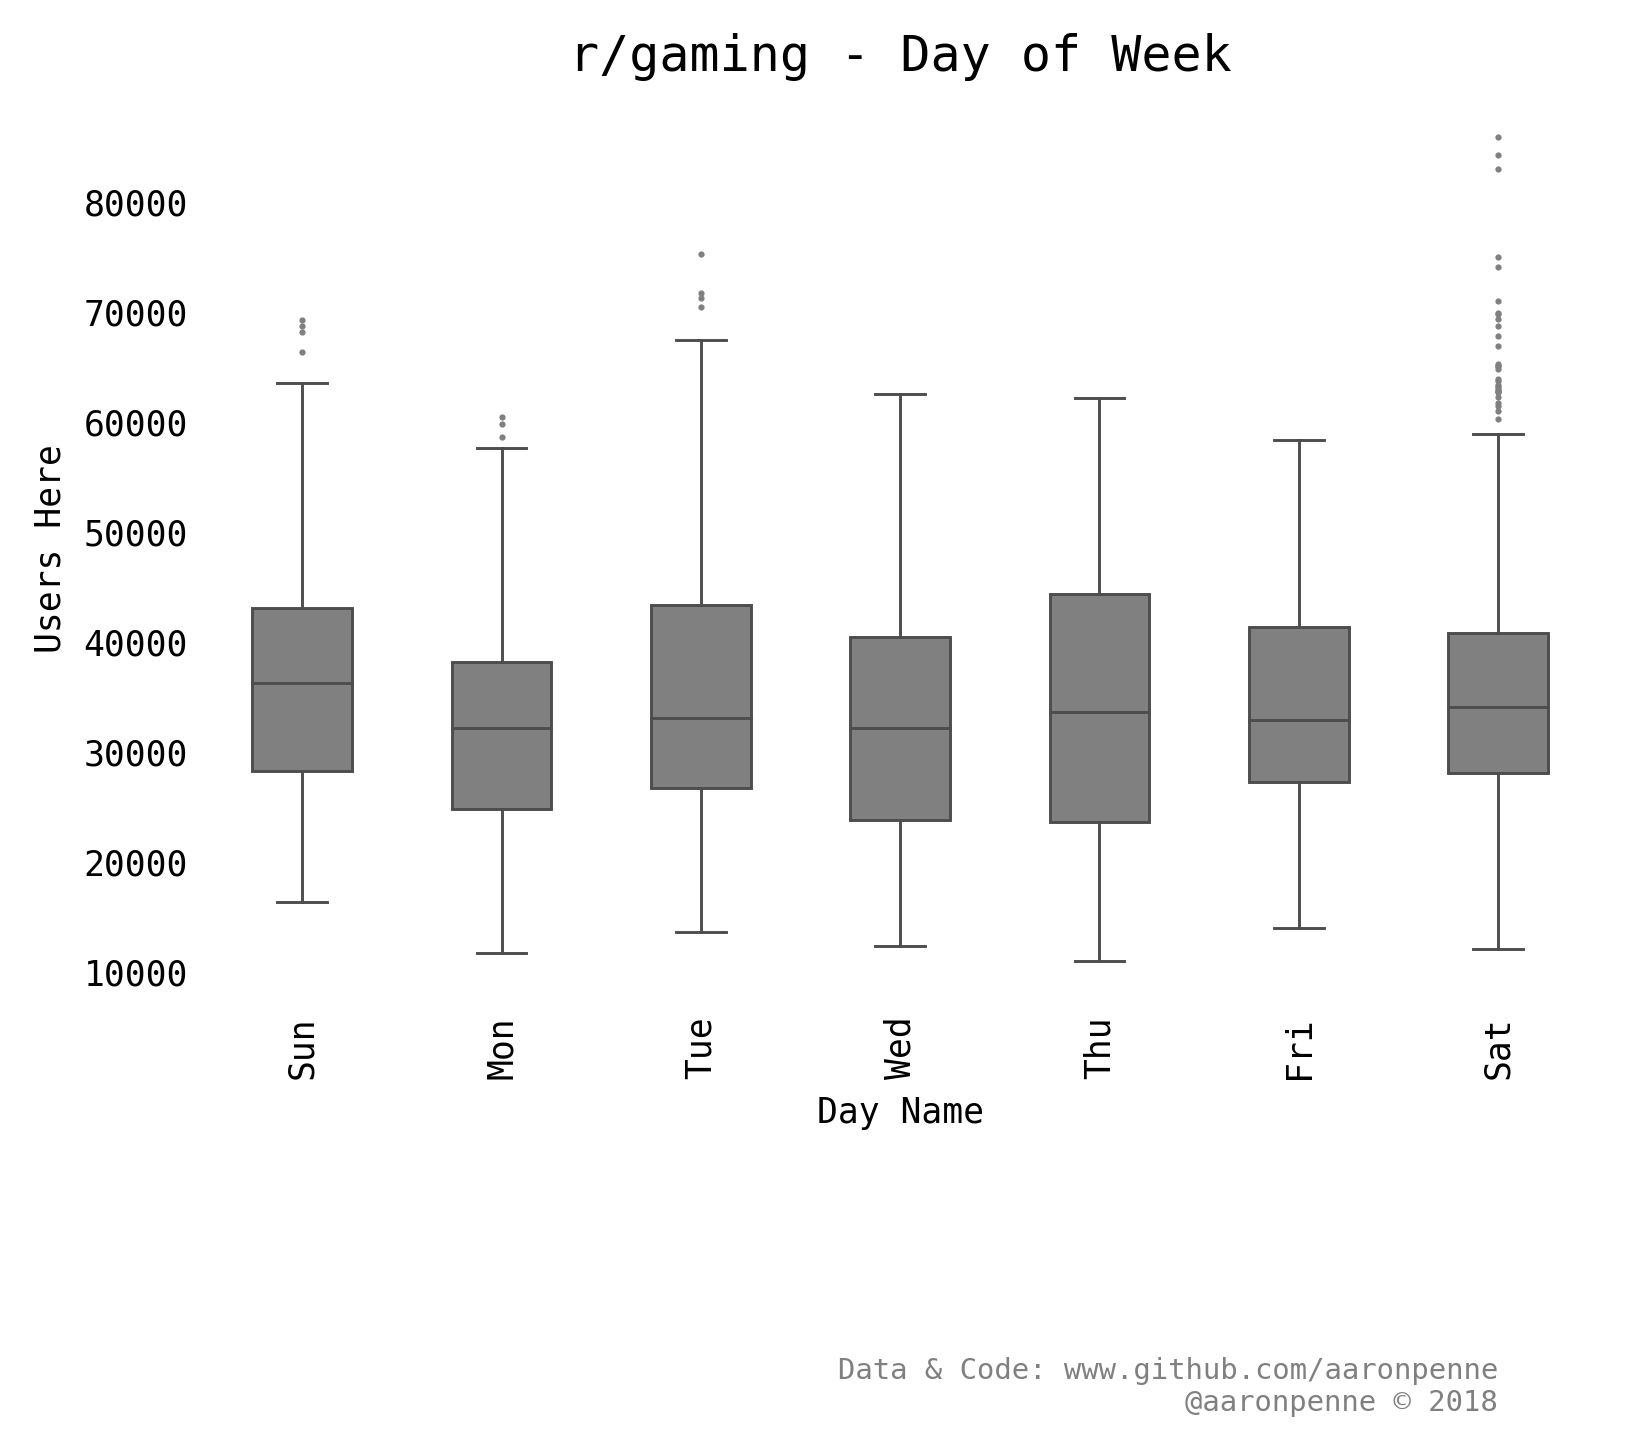 r/gaming - Day of Week
Users Here
80000
70000
60000
50000
40000
30000
20000
10000
Sun
Mon
Tue
Wed
Thu
Fri
Sat
Day Name
Data & Code: www.github.com/aaronpenne
@aaronpenne © 2018